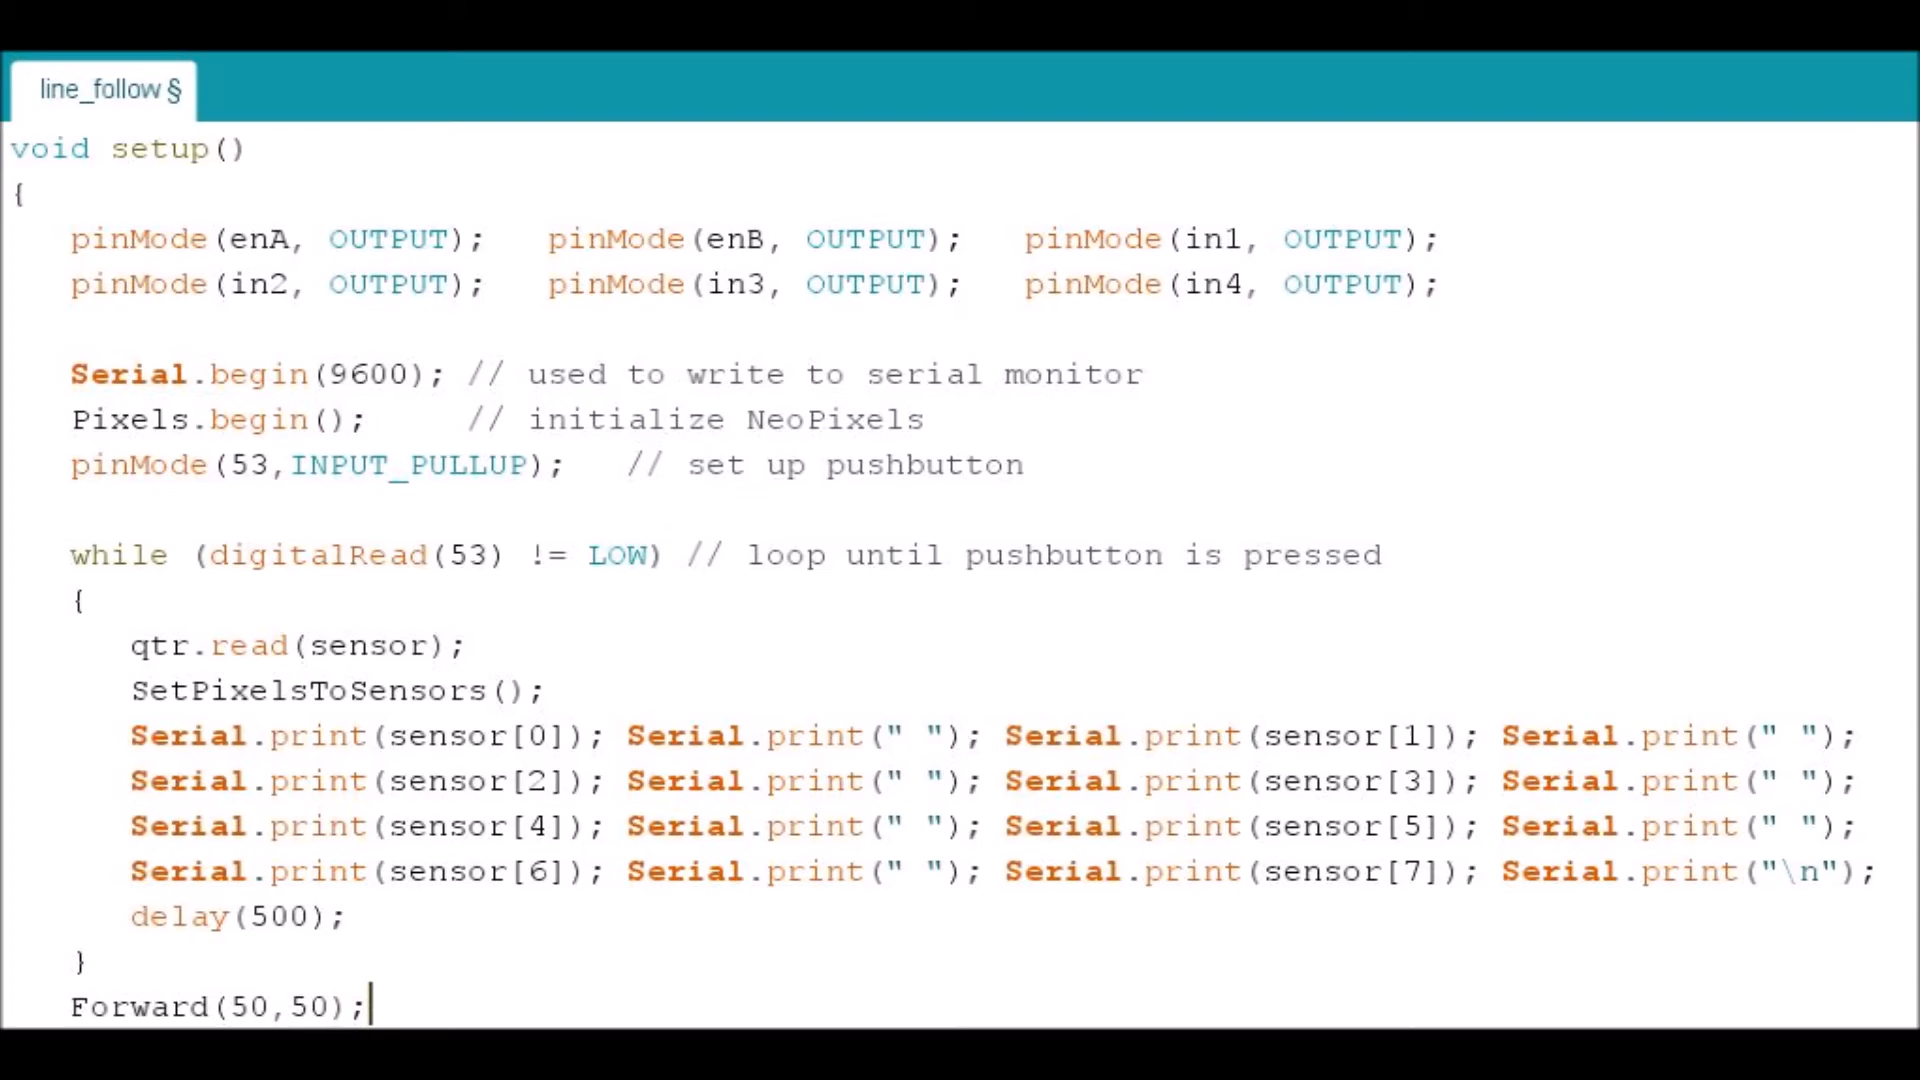 line_follow §
void setup()
{
pinMode(enA, OUTPUT); pinMode(enB, OUTPUT); pinMode(in1, OUTPUT);
pinMode(in2, OUTPUT); pinMode(in3, OUTPUT); pinMode(in4, OUTPUT);
Serial.begin(9600); // used to write to serial monitor
Pixels.begin(); // initialize NeoPixels
pinMode(53,INPUT_PULLUP); // set up pushbutton
while (digitalRead(53) != LOW) // loop until pushbutton is pressed
{
qtr.read(sensor);
SetPixelsToSensors();
Serial.print(sensor[0]); Serial.print(" "); Serial.print(sensor[1]); Serial.print(" ");
Serial.print(sensor[2]); Serial.print(" "); Serial.print(sensor[3]); Serial.print(" ");
Serial.print(sensor[4]); Serial.print(" "); Serial.print(sensor[5]); Serial.print(" ");
Serial.print(sensor[6]); Serial.print(" "); Serial.print(sensor[7]); Serial.print("\n");
delay(500);
}
Forward(50,50);